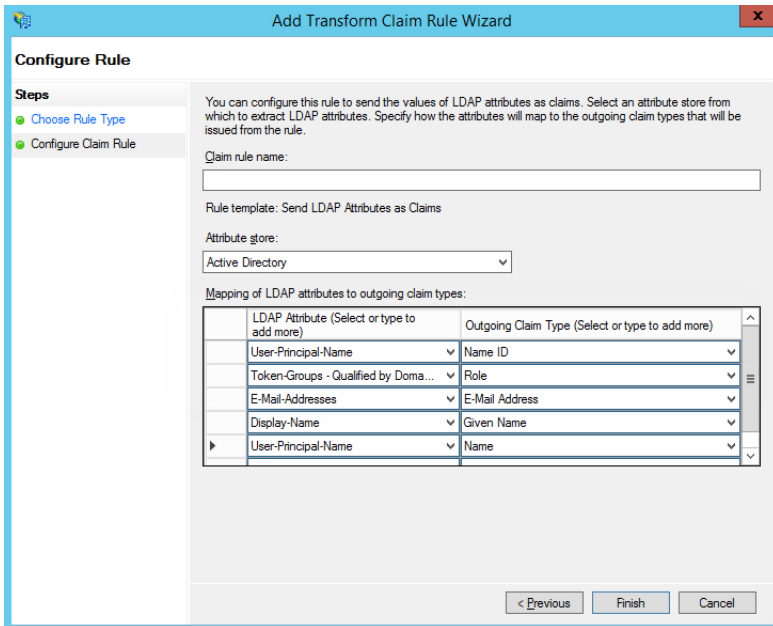 Add Transform Claim Rule Wizard
x
Configure Rule
Steps
Choose Rule Type
Configure Claim Rule
You can configure this rule to send the values of LDAP attributes as claims. Select an attribute store from
which to extract LDAP attributes. Specify how the attributes will map to the outgoing claim types that will be
issued from the rule.
Claim rule name:
Rule template: Send LDAP Attributes as Claims
Attribute store:
Active Directory
Mapping of LDAP attributes to outgoing claim types:
LDAP Attribute (Select or type to
add more)
Outgoing Claim Type (Select or type to add more)
User-Principal-Name Name ID
Token-Groups - Qualified by Doma... Role
E-Mail-Addresses E-Mail Address
Display-Name Given Name
User-Principal-Name Name
< Previous Finish Cancel